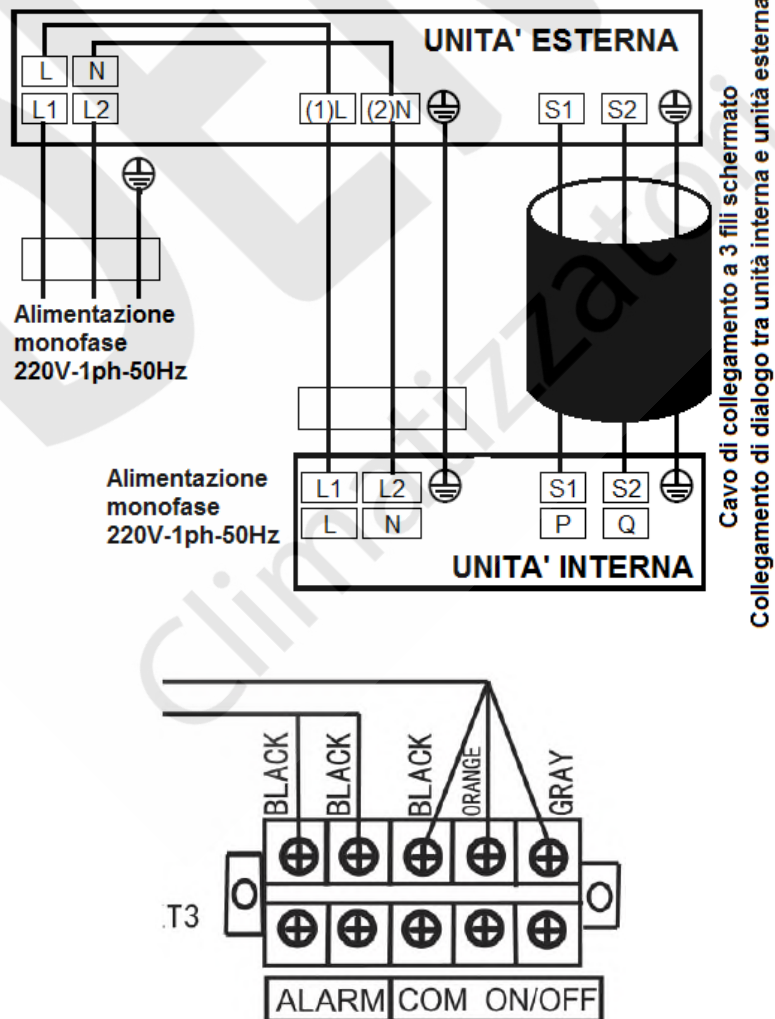 UNITA' ESTERNA
L N
L1 L2 (1)L (2)N S1 S2
Alimentazione
monofase
220V-1ph-50Hz
Cavo di collegamento a 3 fili schermato
Collegamento di dialogo tra unità interna e unità esterna
Alimentazione
monofase
220V-1ph-50Hz
L1 L2 S1 S2
L N P Q
UNITA' INTERNA
BLACK BLACK BLACK ORANGE GRAY
T3
ALARM COM ON/OFF
Climatizzatori